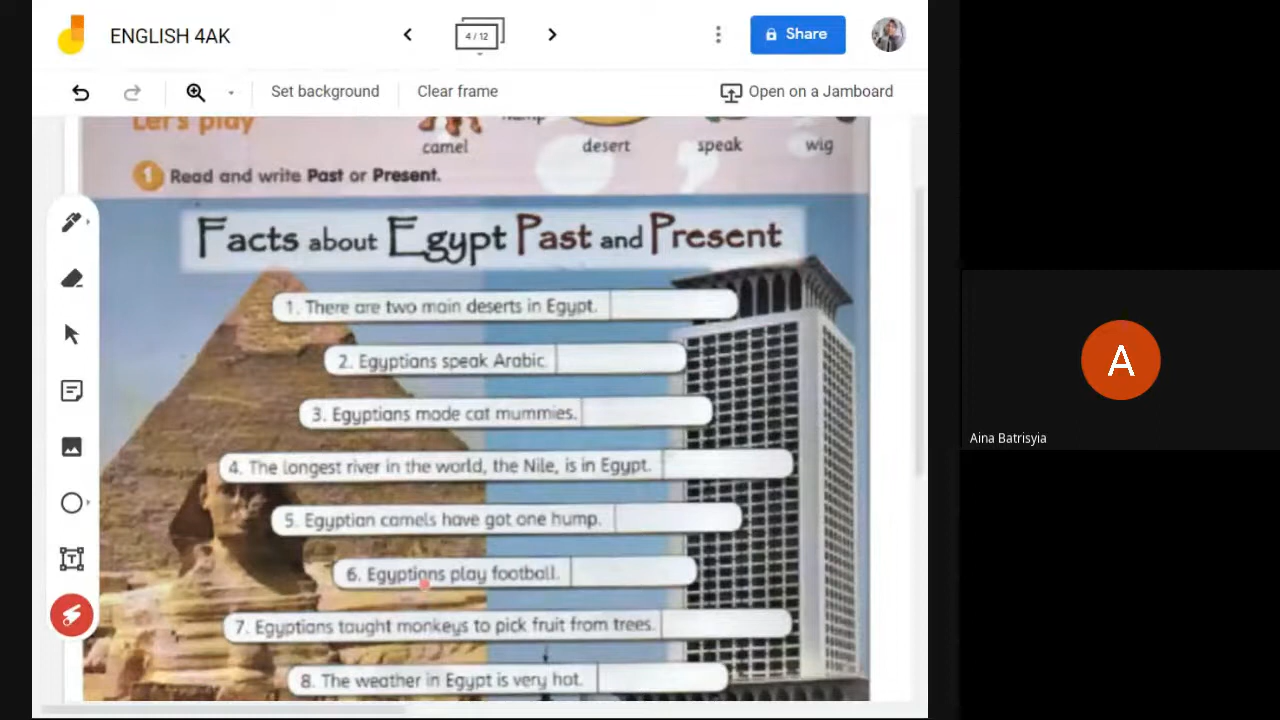 ENGLISH 4AK
4 / 12
Share
Set background
Clear frame
Open on a Jamboard
Let's play
hump
camel
desert
speak
wig
1 Read and write Past or Present.
Facts about Egypt Past and Present
1. There are two main deserts in Egypt.
2. Egyptians speak Arabic.
3. Egyptians made cat mummies.
4. The longest river in the world, the Nile, is in Egypt.
5. Egyptian camels have got one hump.
6. Egyptians play football.
7. Egyptians taught monkeys to pick fruit from trees.
8. The weather in Egypt is very hot.
A
Aina Batrisyia